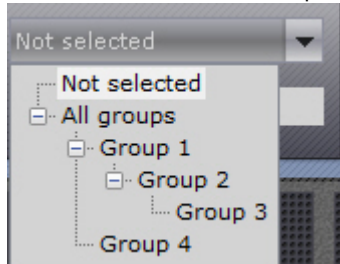 Not selected
Not selected
All groups
Group 1
Group 2
Group 3
Group 4